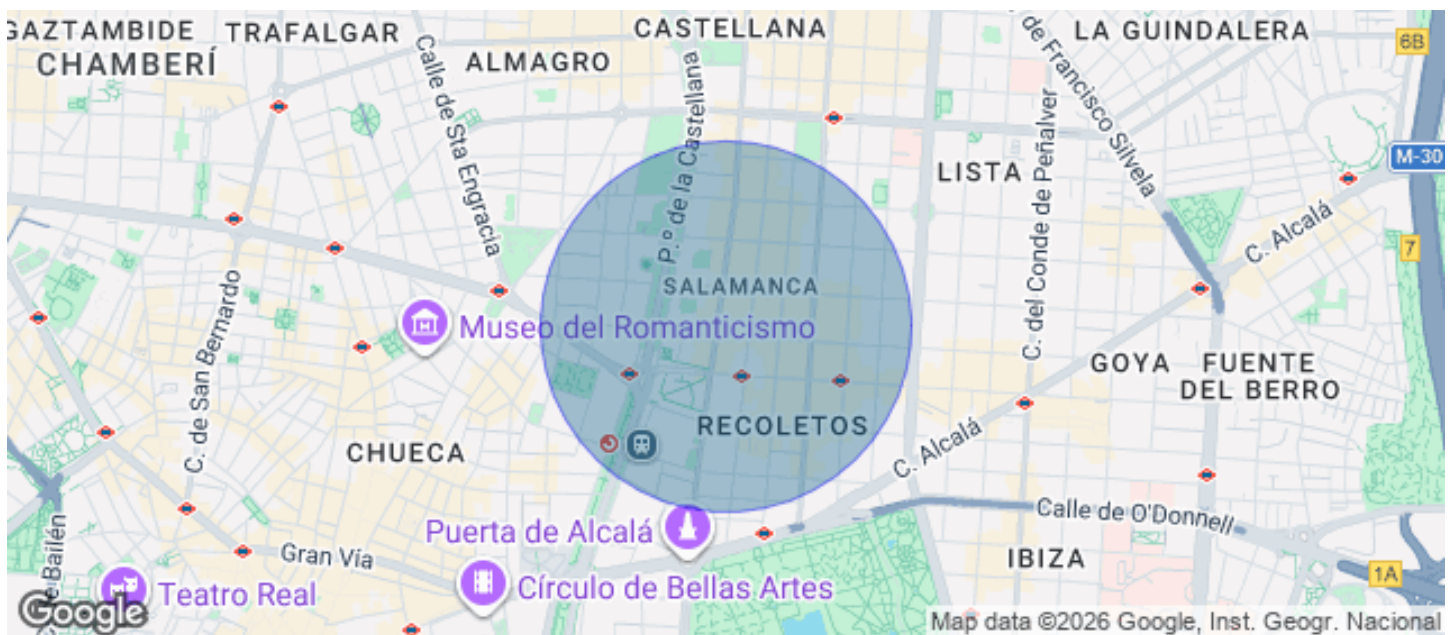 GAZTAMBIDE
TRAFALGAR
CASTELLANA
LA GUINDALERA
6B
CHAMBERÍ
ALMAGRO
Calle de Sta Engracia
P.º de la Castellana
de Francisco Silvela
C. del Conde de Peñalver
LISTA
M-30
C. Alcalá
7
SALAMANCA
Museo del Romanticismo
C. de San Bernardo
GOYA
FUENTE
DEL BERRO
RECOLETOS
CHUECA
C. Alcalá
Calle de O'Donnell
Puerta de Alcalá
Gran Vía
IBIZA
1A
Círculo de Bellas Artes
Teatro Real
de Bailén
Google
Map data ©2026 Google, Inst. Geogr. Nacional